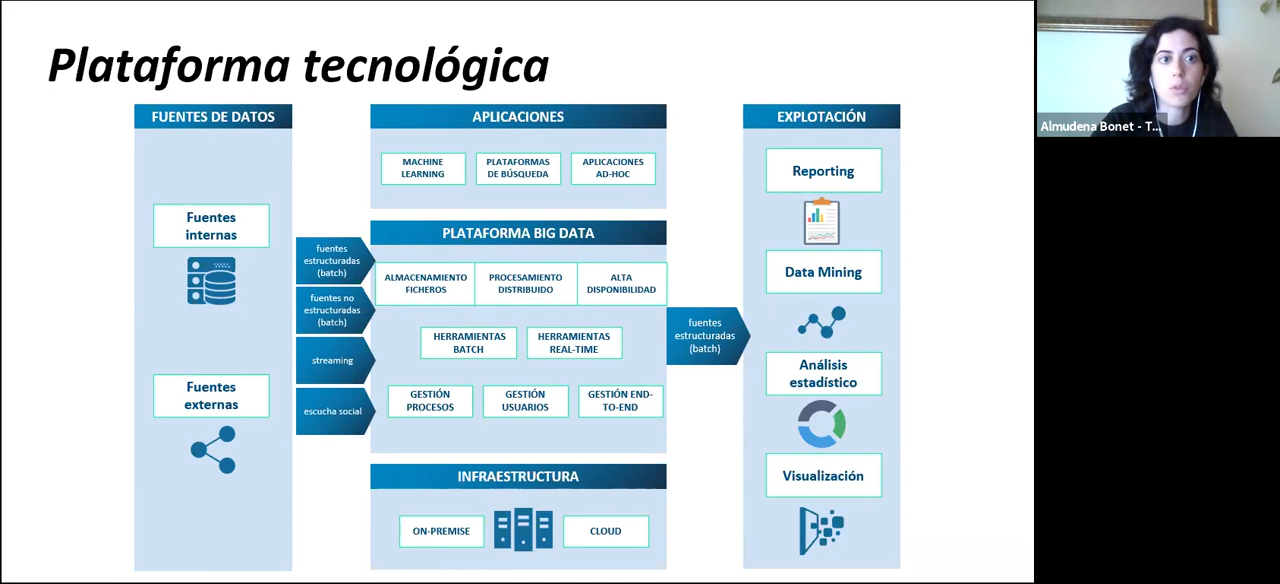 Plataforma tecnológica
FUENTES DE DATOS
Fuentes
internas
Fuentes
externas
fuentes
estructuradas
(batch)
fuentes no
estructuradas
(batch)
streaming
escucha social
APLICACIONES
MACHINE
LEARNING
PLATAFORMAS
DE BÚSQUEDA
APLICACIONES
AD-HOC
PLATAFORMA BIG DATA
ALMACENAMIENTO
FICHEROS
PROCESAMIENTO
DISTRIBUIDO
ALTA
DISPONIBILIDAD
HERRAMIENTAS
BATCH
HERRAMIENTAS
REAL-TIME
GESTIÓN
PROCESOS
GESTIÓN
USUARIOS
GESTIÓN END-
TO-END
INFRAESTRUCTURA
ON-PREMISE
CLOUD
fuentes
estructuradas
(batch)
EXPLOTACIÓN
Reporting
Data Mining
Análisis
estadístico
Visualización
Almudena Bonet - T...